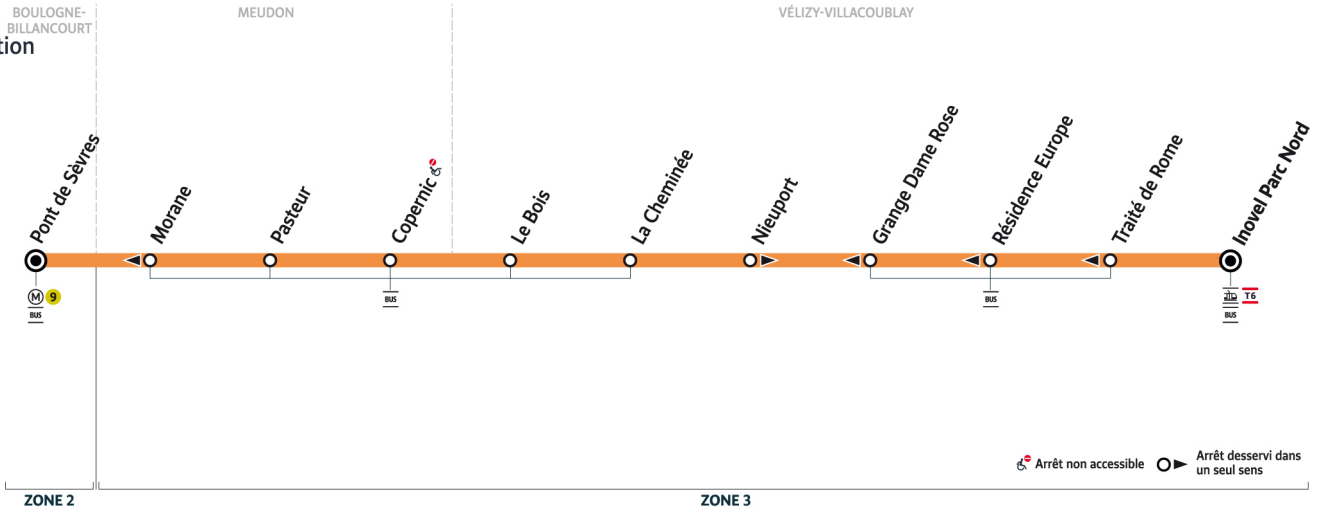 BOULOGNE-
BILLANCOURT
MEUDON
VÉLIZY-VILLACOUBLAY
tion
Pont de Sèvres
Morane
Pasteur
Copernic
Le Bois
La Cheminée
Nieuport
Grange Dame Rose
Résidence Europe
Traité de Rome
Inovel Parc Nord
M 9
BUS
BUS
BUS
T6
BUS
Arrêt non accessible
Arrêt desservi dans
un seul sens
ZONE 2
ZONE 3